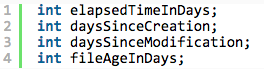 1 int elapsedTimeInDays;
2 int daysSinceCreation;
3 int daysSinceModification;
4 int fileAgeInDays;